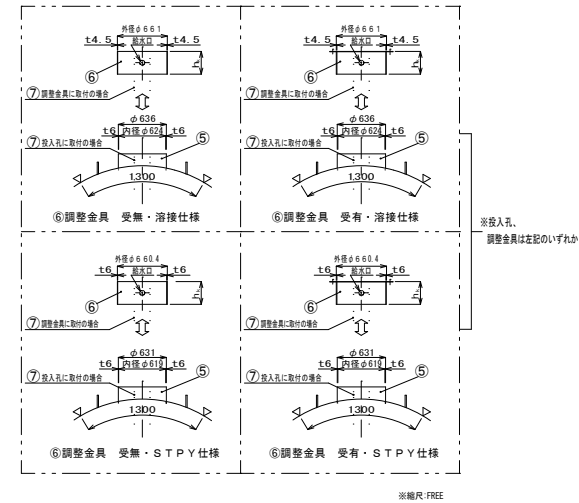 外径φ661
t4.5 給水口 t4.5
⑥
⑦調整金具に取付の場合
φ636
t6 内径φ624 t6
⑦投入孔に取付の場合
⑤
1,300
⑥調整金具 受無・溶接仕様
外径φ661
t4.5 給水口 t4.5
⑥
⑦調整金具に取付の場合
φ636
t6 内径φ624 t6
⑦投入孔に取付の場合
⑤
1,300
⑥調整金具 受有・溶接仕様
※投入孔、
調整金具は左記のいずれか
外径φ660.4
t6 給水口 t6
⑥
⑦調整金具に取付の場合
φ631
t6 内径φ619 t6
⑦投入孔に取付の場合
⑤
1,300
⑥調整金具 受無・STPY仕様
外径φ660.4
t6 給水口 t6
⑥
⑦調整金具に取付の場合
φ631
t6 内径φ619 t6
⑦投入孔に取付の場合
⑤
1,300
⑥調整金具 受有・STPY仕様
※縮尺:FREE